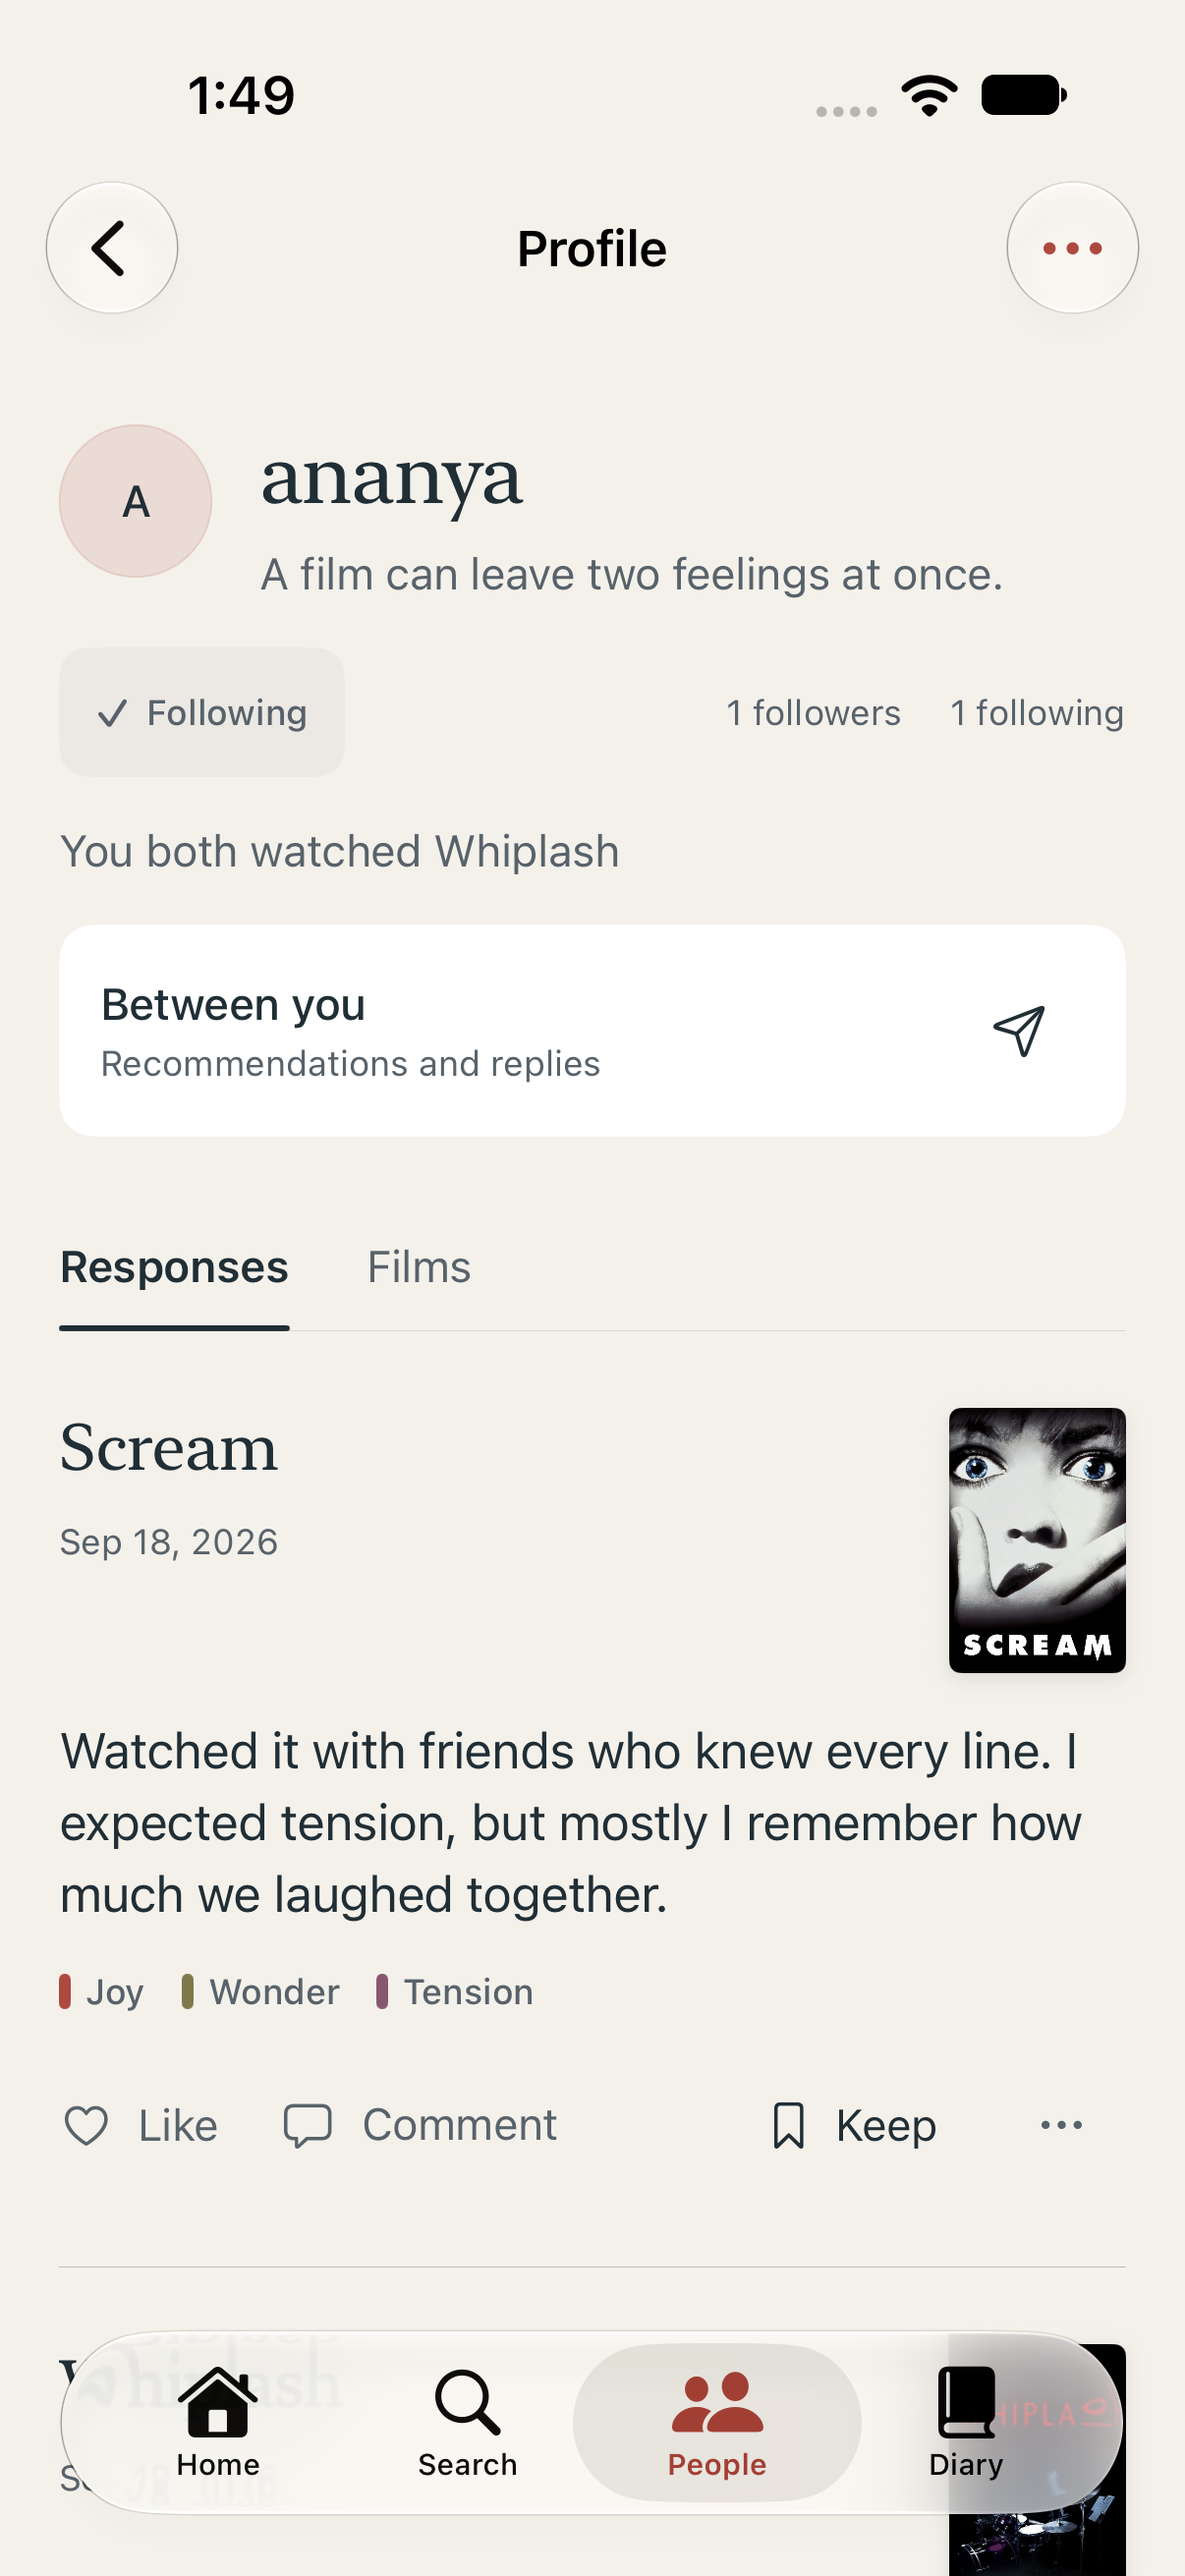 1:49
Profile
A
ananya
A film can leave two feelings at once.
Following
1 followers
1 following
You both watched Whiplash
Between you
Recommendations and replies
Responses
Films
Scream
Sep 18, 2026
SCREAM
Watched it with friends who knew every line. I
expected tension, but mostly I remember how
much we laughed together.
Joy
Wonder
Tension
Like
Comment
Keep
Home
Search
People
Diary